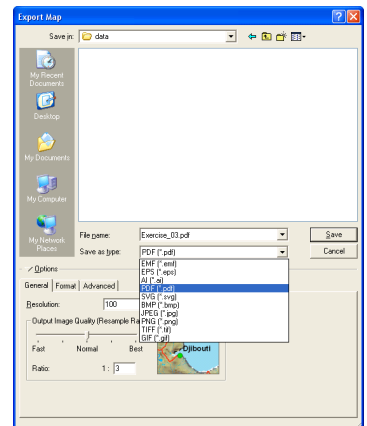 Export Map
Save in: data
My Recent
Documents
Desktop
My Documents
My Computer
My Network
Places
File name: Exercise_03.pdf Save
Save as type: PDF (*.pdf) Cancel
EMF (*.emf)
EPS (*.eps)
AI (*.ai)
PDF (*.pdf)
SVG (*.svg)
BMP (*.bmp)
JPEG (*.jpg)
PNG (*.png)
TIFF (*.tif)
GIF (*.gif)
Options
General Format Advanced
Resolution: 100
Output Image Quality (Resample Ra
Fast Normal Best
Djibouti
Ratio: 1 : 3